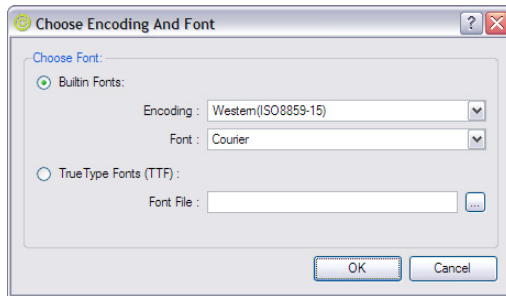 Choose Encoding And Font
Choose Font:
Builtin Fonts:
Encoding : Western(ISO8859-15)
Font : Courier
TrueType Fonts (TTF) :
Font File : ...
OK Cancel